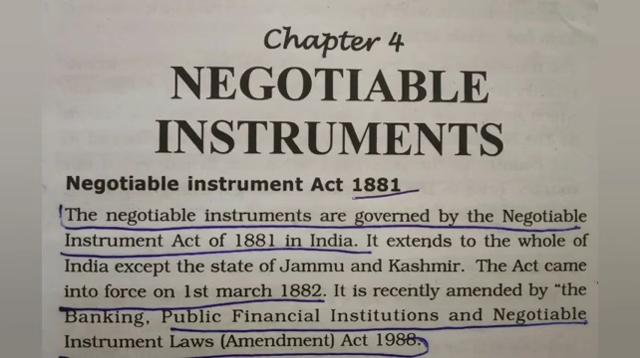 Chapter 4
NEGOTIABLE
INSTRUMENTS
Negotiable instrument Act 1881
The negotiable instruments are governed by the Negotiable
Instrument Act of 1881 in India. It extends to the whole of
India except the state of Jammu and Kashmir. The Act came
into force on 1st march 1882. It is recently amended by "the
Banking, Public Financial Institutions and Negotiable
Instrument Laws (Amendment) Act 1988.